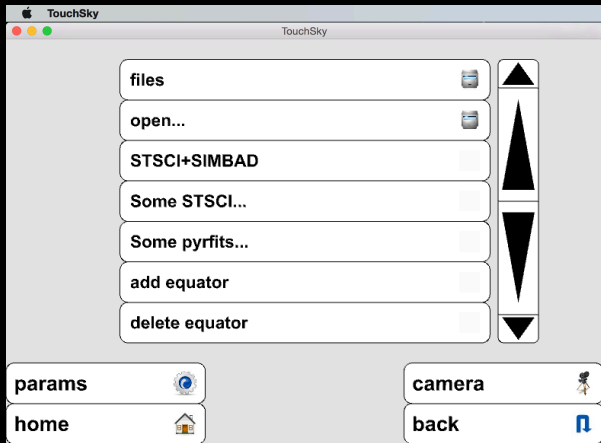 TouchSky
TouchSky
files
open...
STSCI+SIMBAD
Some STSCI...
Some pyrfits...
add equator
delete equator
params
camera
home
back